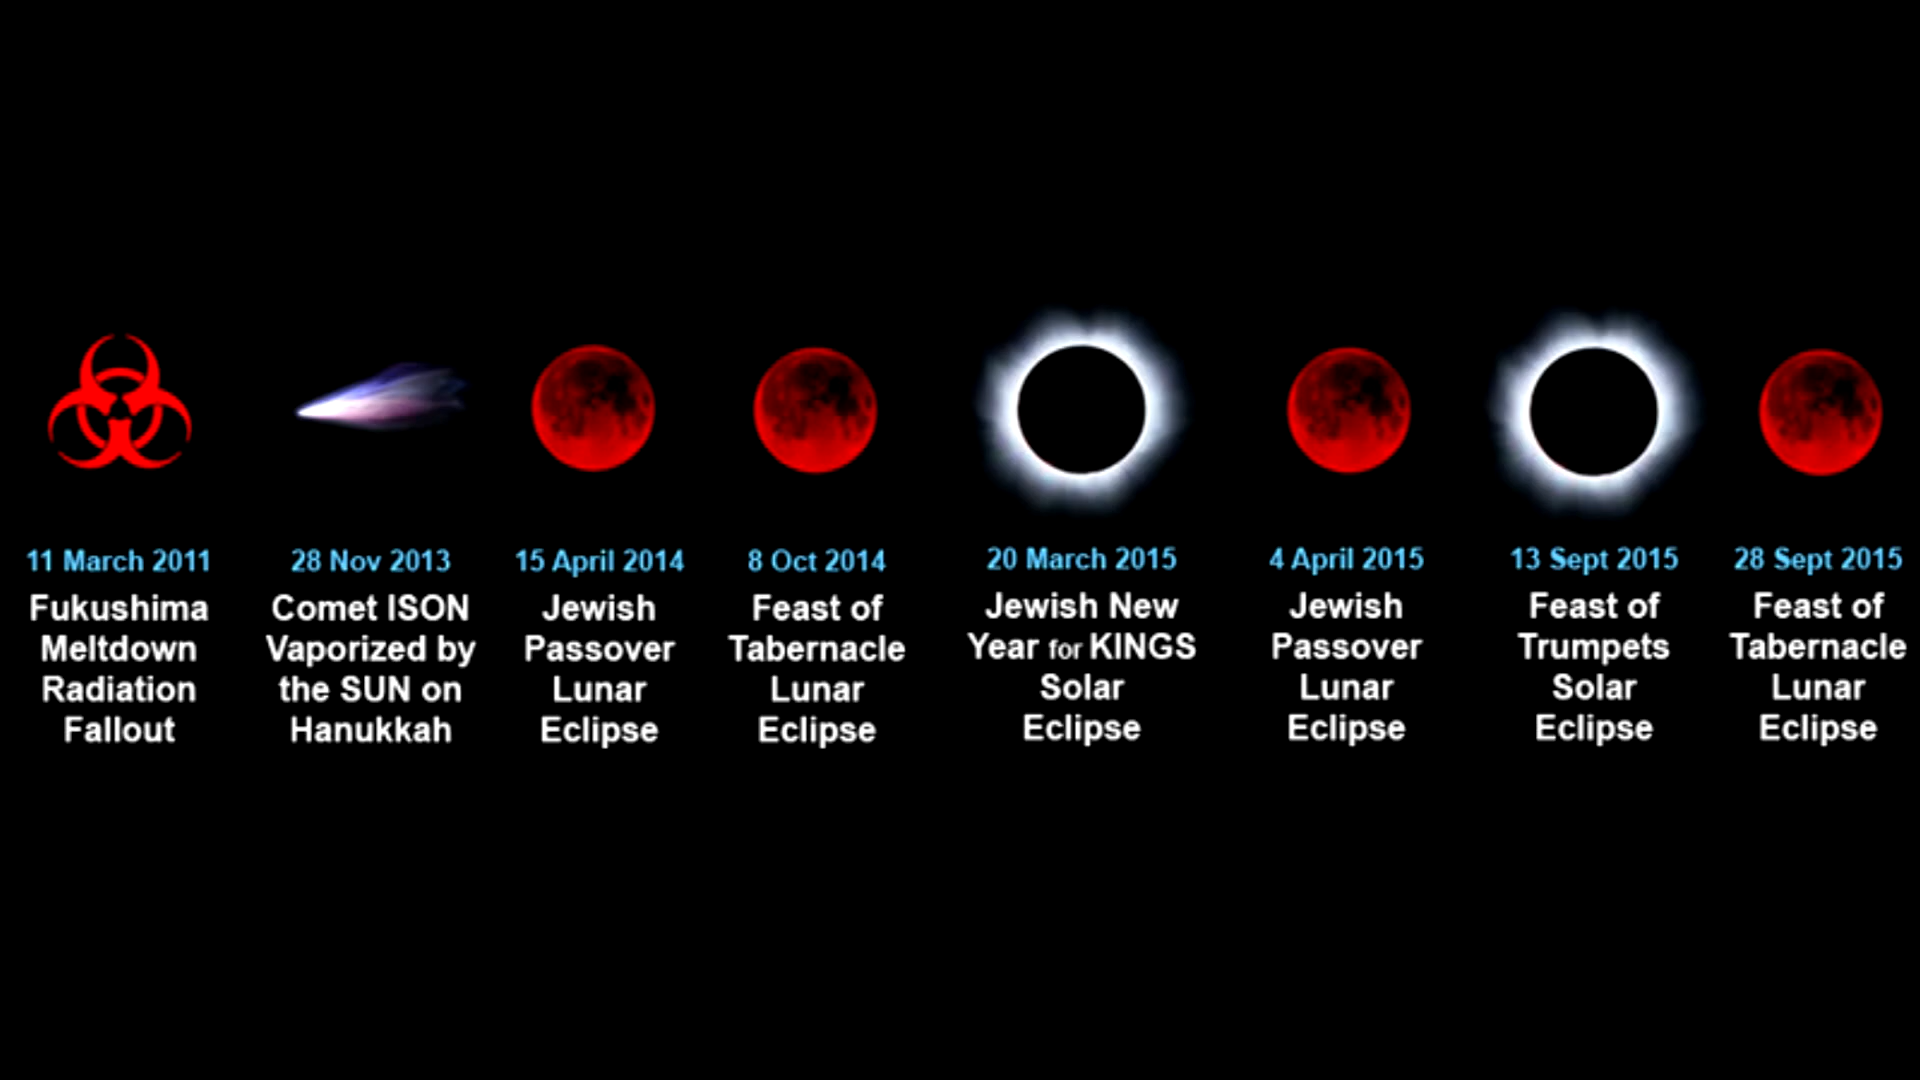 11 March 2011
Fukushima
Meltdown
Radiation
Fallout
28 Nov 2013
Comet ISON
Vaporized by
the SUN on
Hanukkah
15 April 2014
Jewish
Passover
Lunar
Eclipse
8 Oct 2014
Feast of
Tabernacle
Lunar
Eclipse
20 March 2015
Jewish New
Year for KINGS
Solar
Eclipse
4 April 2015
Jewish
Passover
Lunar
Eclipse
13 Sept 2015
Feast of
Trumpets
Solar
Eclipse
28 Sept 2015
Feast of
Tabernacle
Lunar
Eclipse